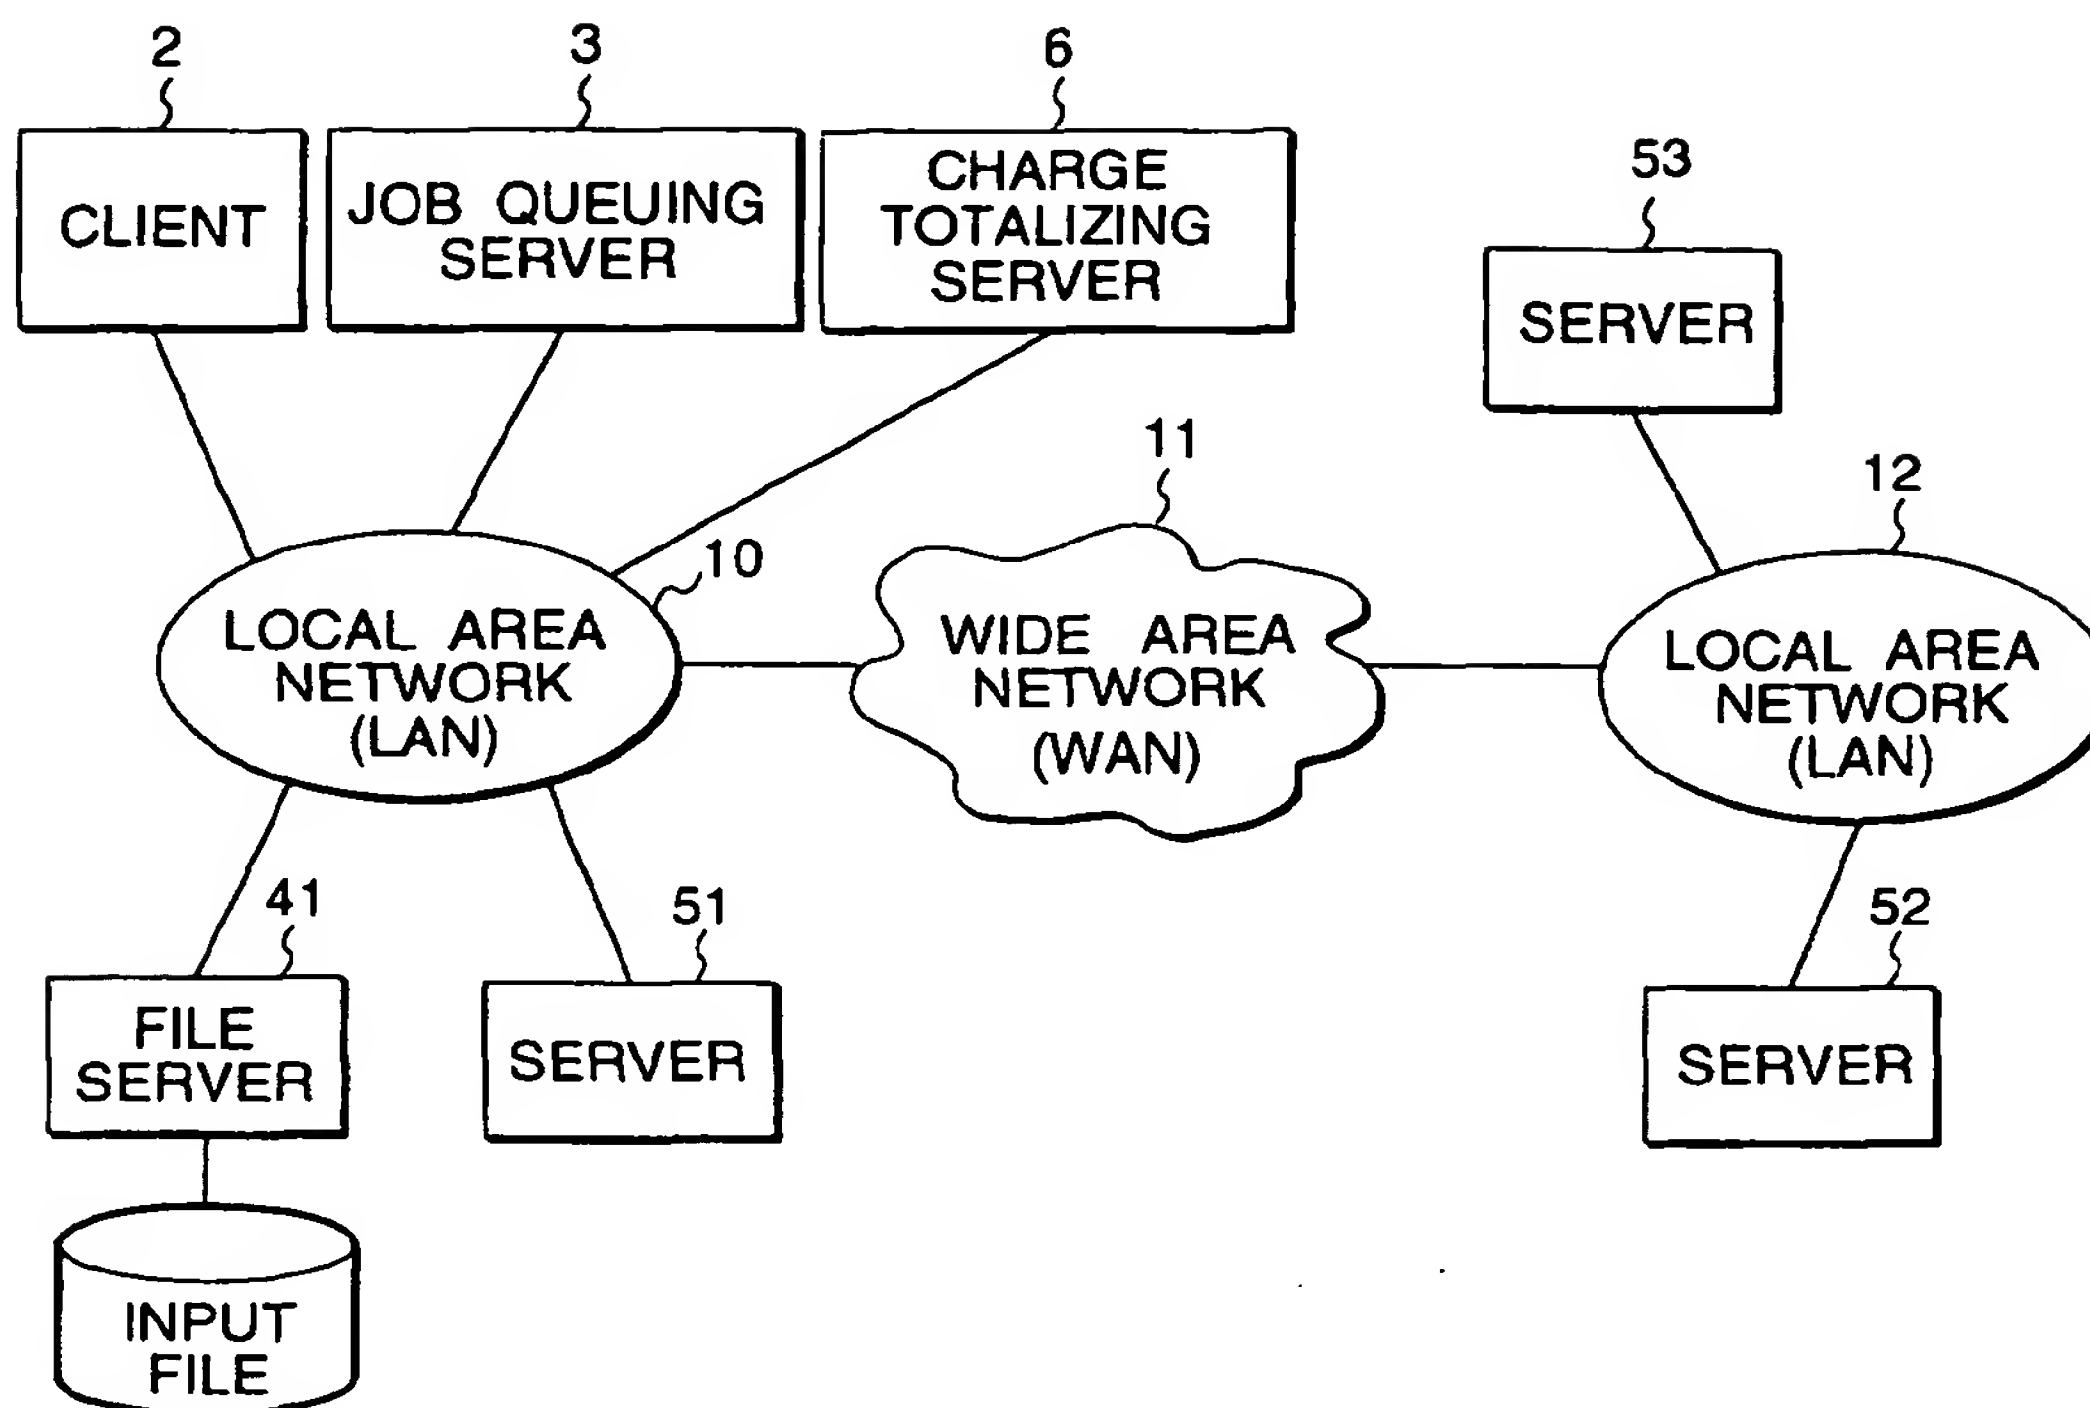 2
3
6
CLIENT
JOB QUEUING
SERVER
CHARGE
TOTALIZING
SERVER
53
SERVER
11
12
10
LOCAL AREA
NETWORK
(LAN)
WIDE AREA
NETWORK
(WAN)
LOCAL AREA
NETWORK
(LAN)
41
51
52
FILE
SERVER
SERVER
SERVER
INPUT
FILE